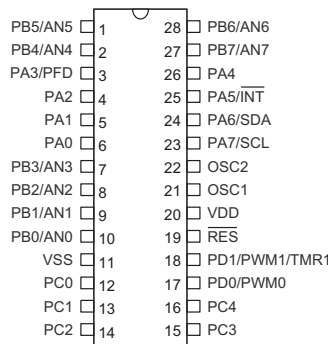 PB5/AN5 1 28 PB6/AN6
PB4/AN4 2 27 PB7/AN7
PA3/PFD 3 26 PA4
PA2 4 25 PA5/INT
PA1 5 24 PA6/SDA
PA0 6 23 PA7/SCL
PB3/AN3 7 22 OSC2
PB2/AN2 8 21 OSC1
PB1/AN1 9 20 VDD
PB0/AN0 10 19 RES
VSS 11 18 PD1/PWM1/TMR1
PC0 12 17 PD0/PWM0
PC1 13 16 PC4
PC2 14 15 PC3